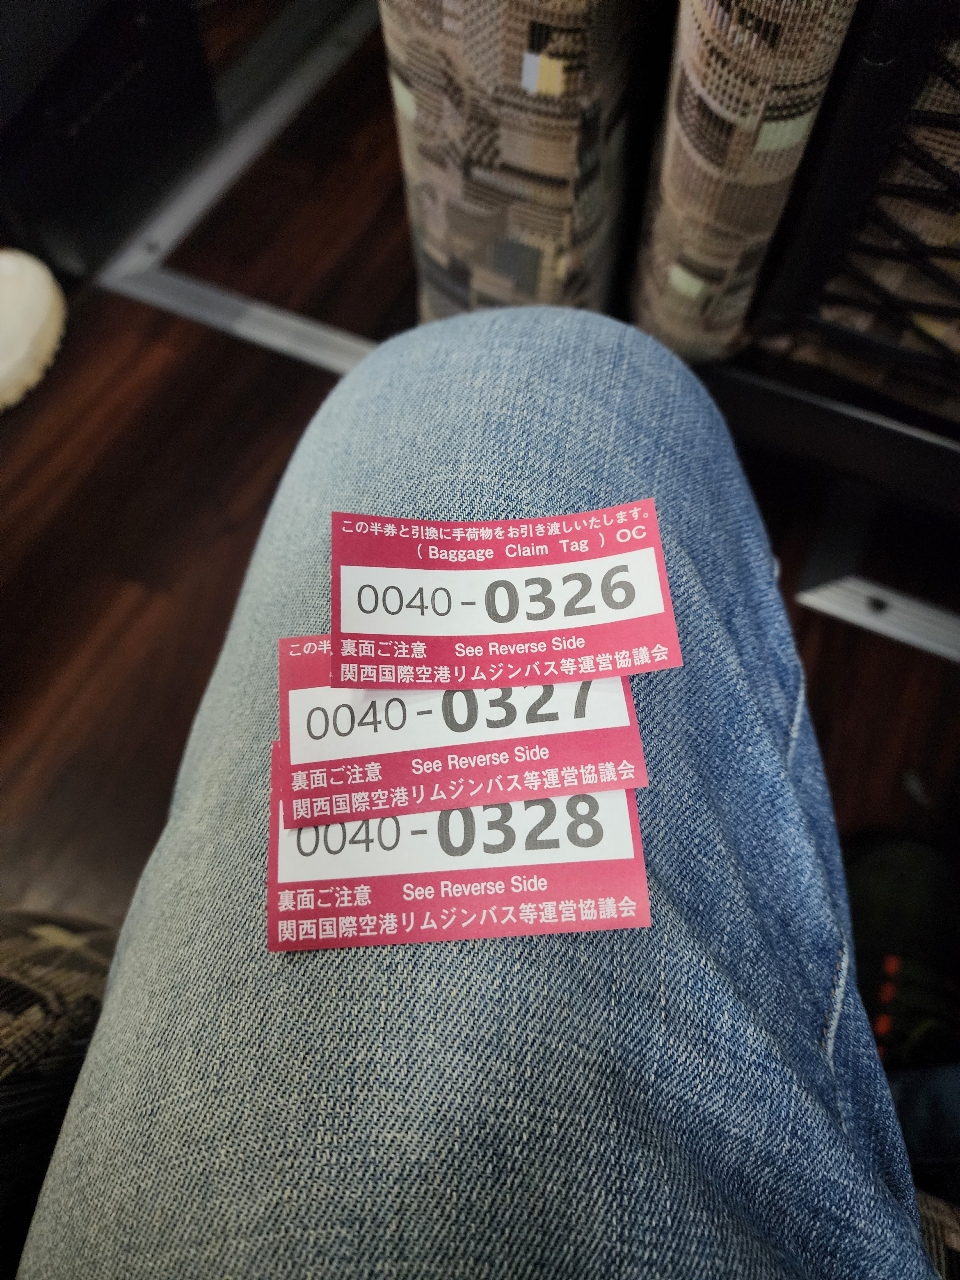 この半券と引換に手荷物をお引き渡しいたします。
( Baggage Claim Tag ) OC
0040-0326
裏面ご注意 See Reverse Side
関西国際空港リムジンバス等運営協議会
この半
0040-0327
裏面ご注意 See Reverse Side
関西国際空港リムジンバス等運営協議会
0040-0328
裏面ご注意 See Reverse Side
関西国際空港リムジンバス等運営協議会